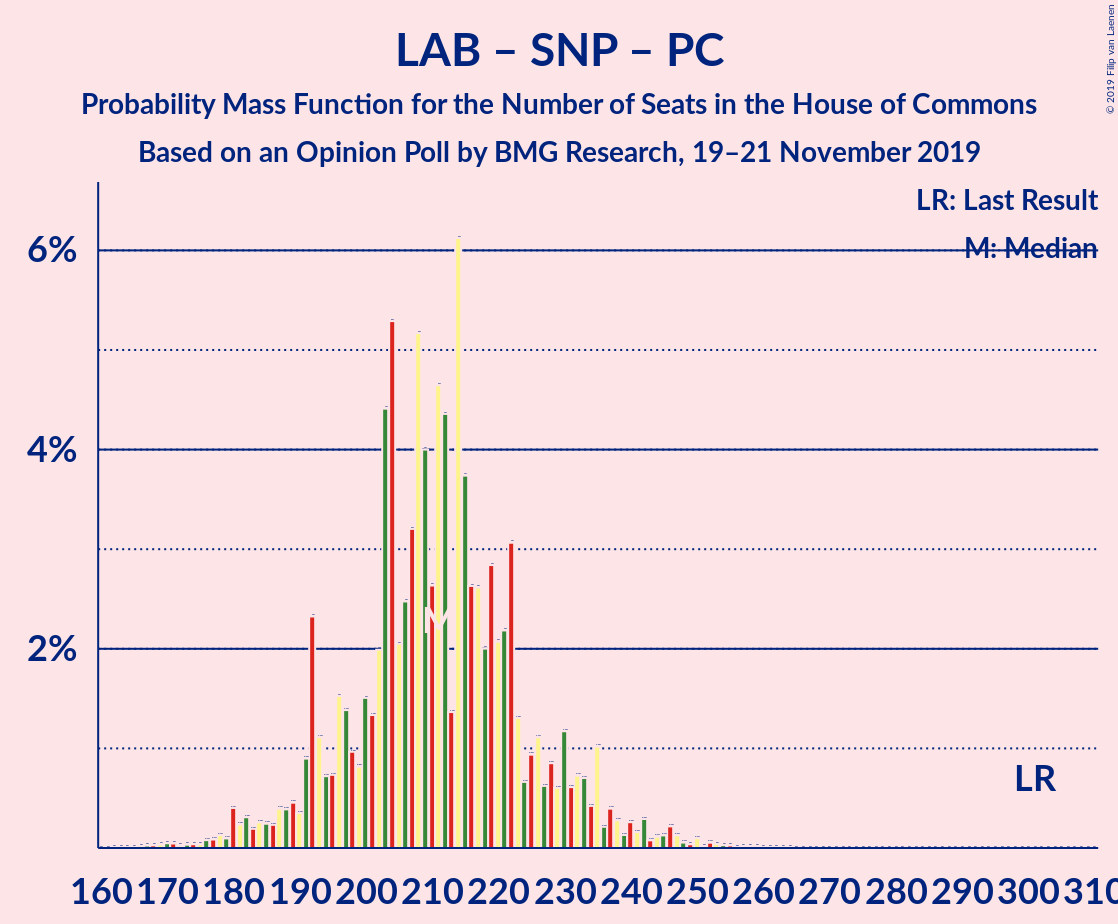 LAB – SNP – PC
Probability Mass Function for the Number of Seats in the House of Commons
Based on an Opinion Poll by BMG Research, 19–21 November 2019
© 2019 Filip van Laenen
LR: Last Result
M: Median
6%
4%
2%
M
LR
160 170 180 190 200 210 220 230 240 250 260 270 280 290 300 310